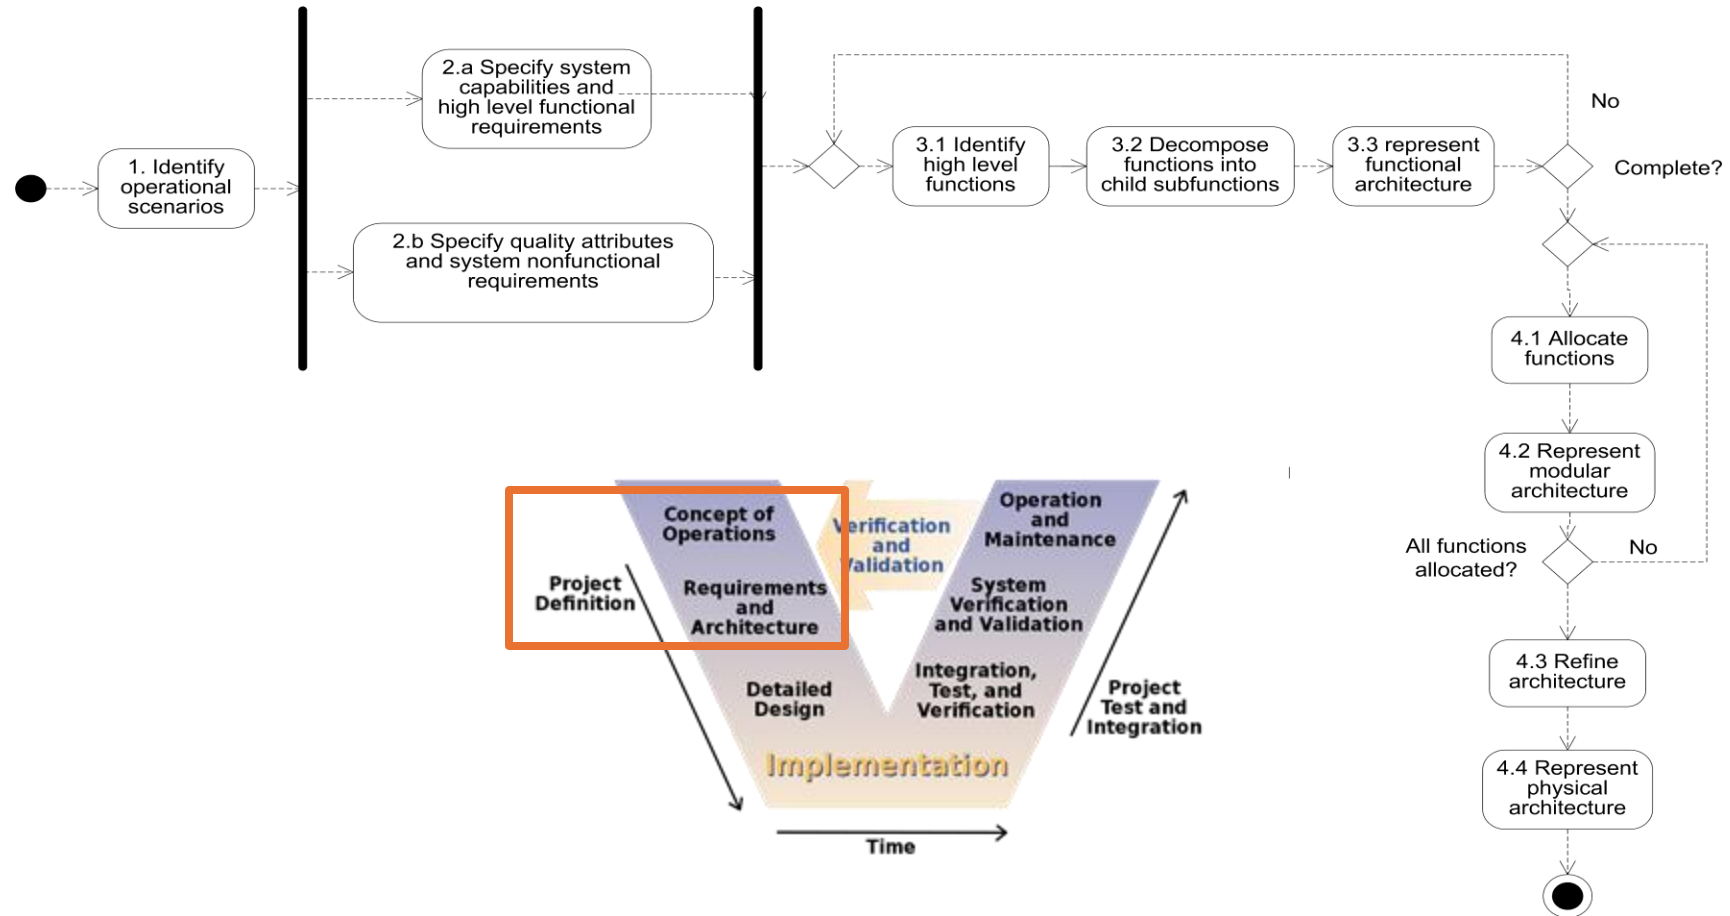 2.a Specify system
capabilities and
high level functional
requirements
1. Identify
operational
scenarios
2.b Specify quality attributes
and system nonfunctional
requirements
3.1 Identify
high level
functions
3.2 Decompose
functions into
child subfunctions
3.3 represent
functional
architecture
No
Complete?
4.1 Allocate
functions
4.2 Represent
modular
architecture
All functions
allocated?
No
4.3 Refine
architecture
4.4 Represent
physical
architecture
Concept of
Operations
Verification
and
Validation
Operation
and
Maintenance
Project
Definition
Requirements
and
Architecture
System
Verification
and Validation
Detailed
Design
Integration,
Test, and
Verification
Project
Test and
Integration
Implementation
Time